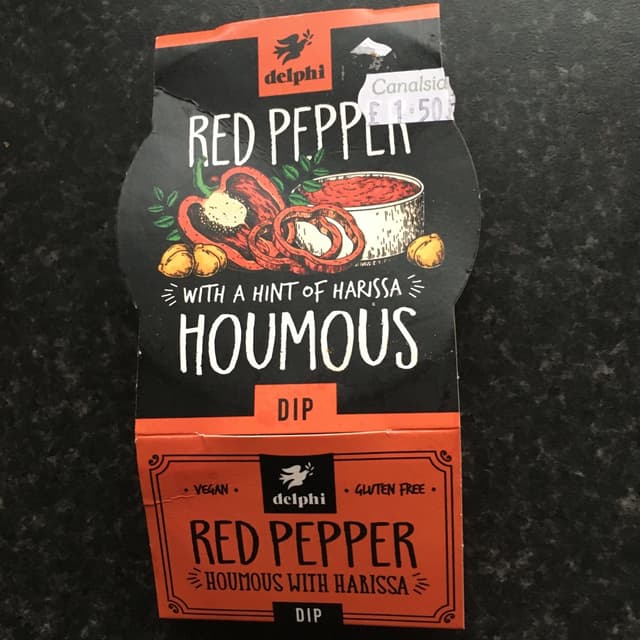 delphi
Canalsid
£ 1.50
RED PEPPER
WITH A HINT OF HARISSA
HOUMOUS
DIP
• VEGAN •
delphi
• GLUTEN FREE •
RED PEPPER
HOUMOUS WITH HARISSA
DIP